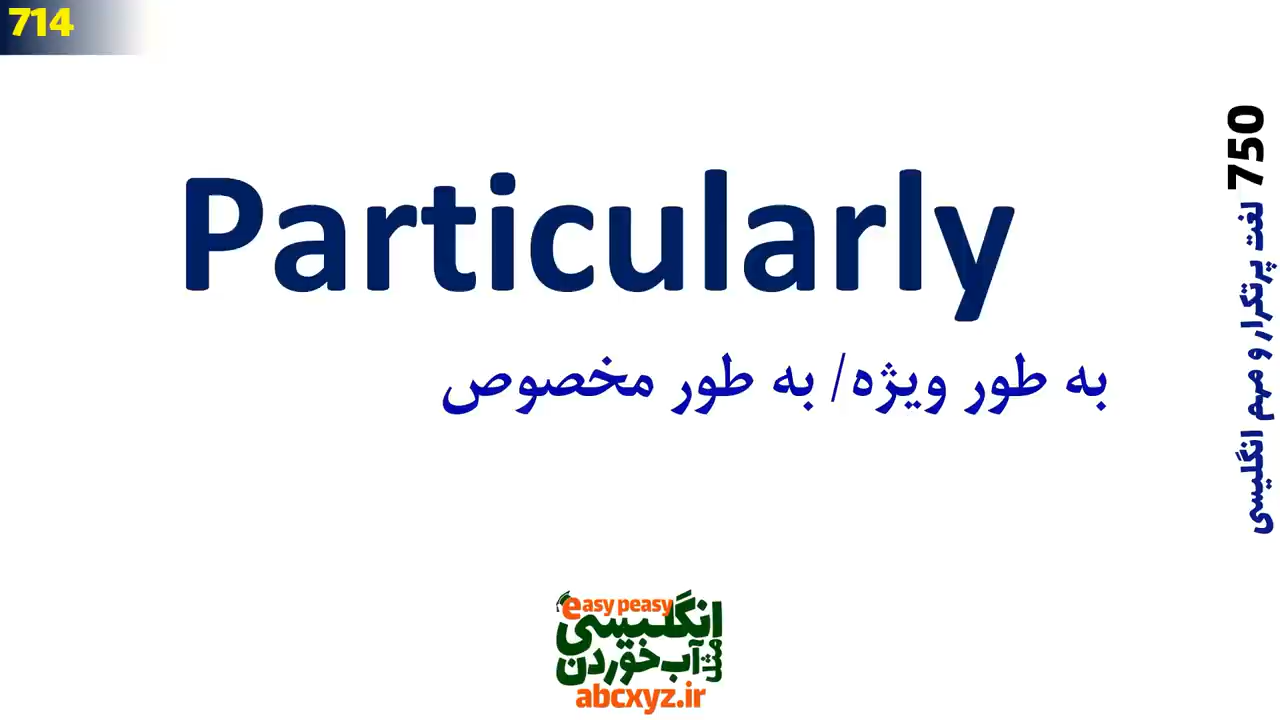 714
Particularly
به طور ویژه/ به طور مخصوص
750 لغت پرتکرار و مهم انگلیسی
easy peasy
انگلیسی
مثل آب خوردن
abcxyz.ir